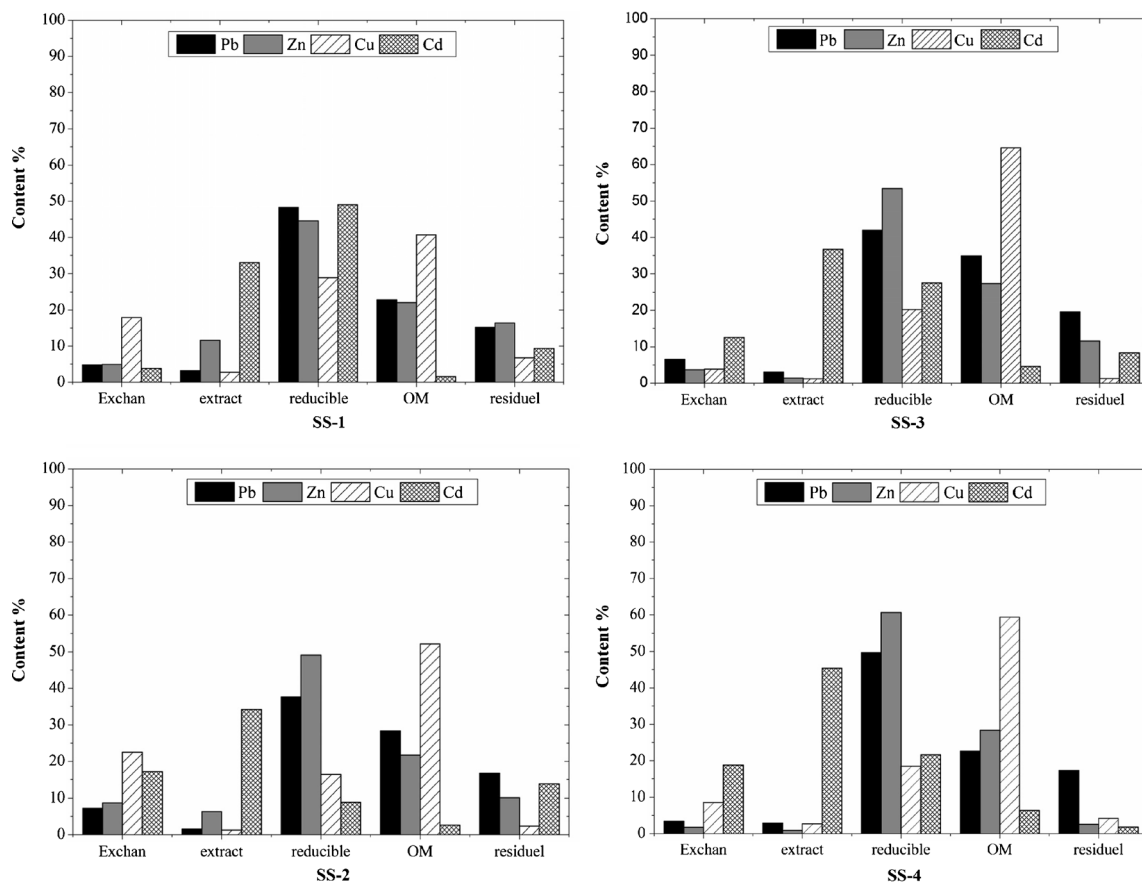 100
90
80
70
60
50
40
30
20
10
0
Content %
Pb Zn Cu Cd
Exchan extract reducible OM residuel
SS-1
100
90
80
70
60
50
40
30
20
10
0
Content %
Pb Zn Cu Cd
Exchan extract reducible OM residuel
SS-3
100
90
80
70
60
50
40
30
20
10
0
Content %
Pb Zn Cu Cd
Exchan extract reducible OM residuel
SS-2
100
90
80
70
60
50
40
30
20
10
0
Content %
Pb Zn Cu Cd
Exchan extract reducible OM residuel
SS-4